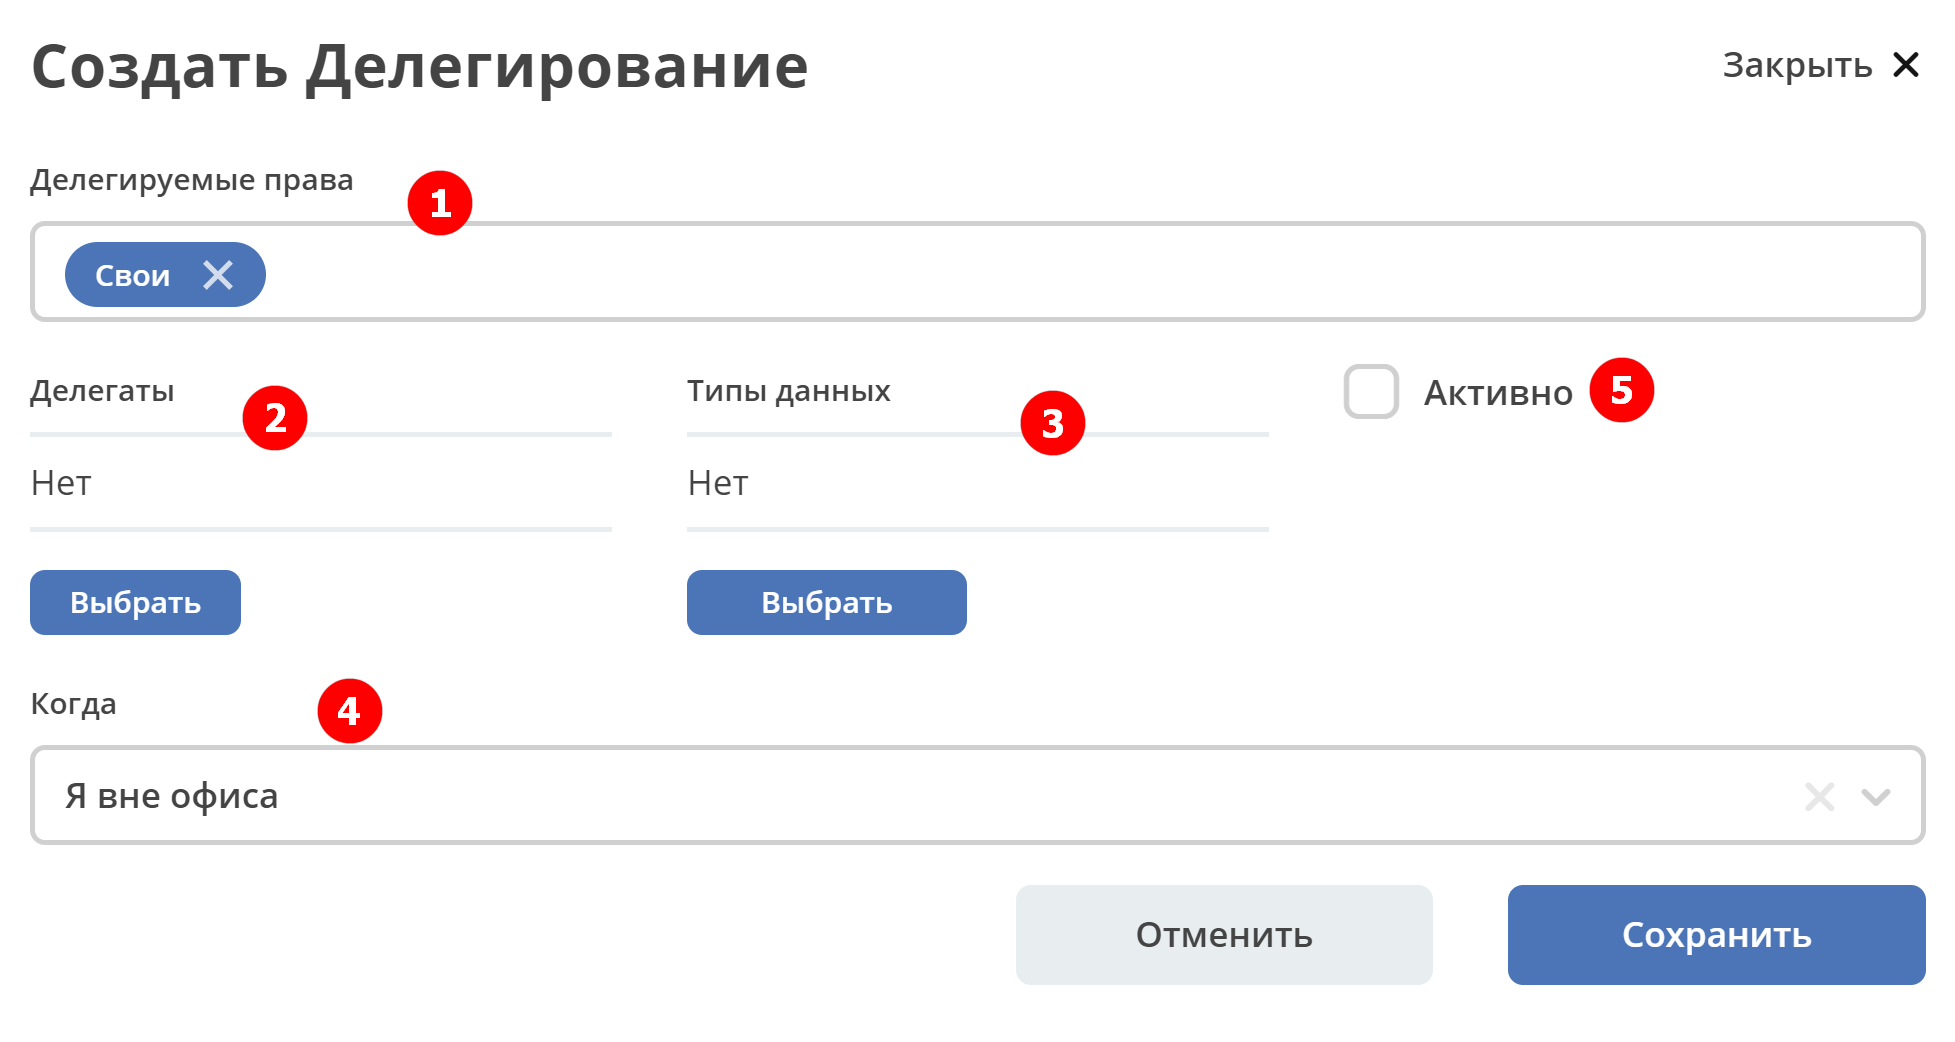 Создать Делегирование
Закрыть
Делегируемые права
1
Свои
Делегаты
2
Типы данных
3
Активно
5
Нет
Нет
Выбрать
Выбрать
Когда
4
Я вне офиса
Отменить
Сохранить